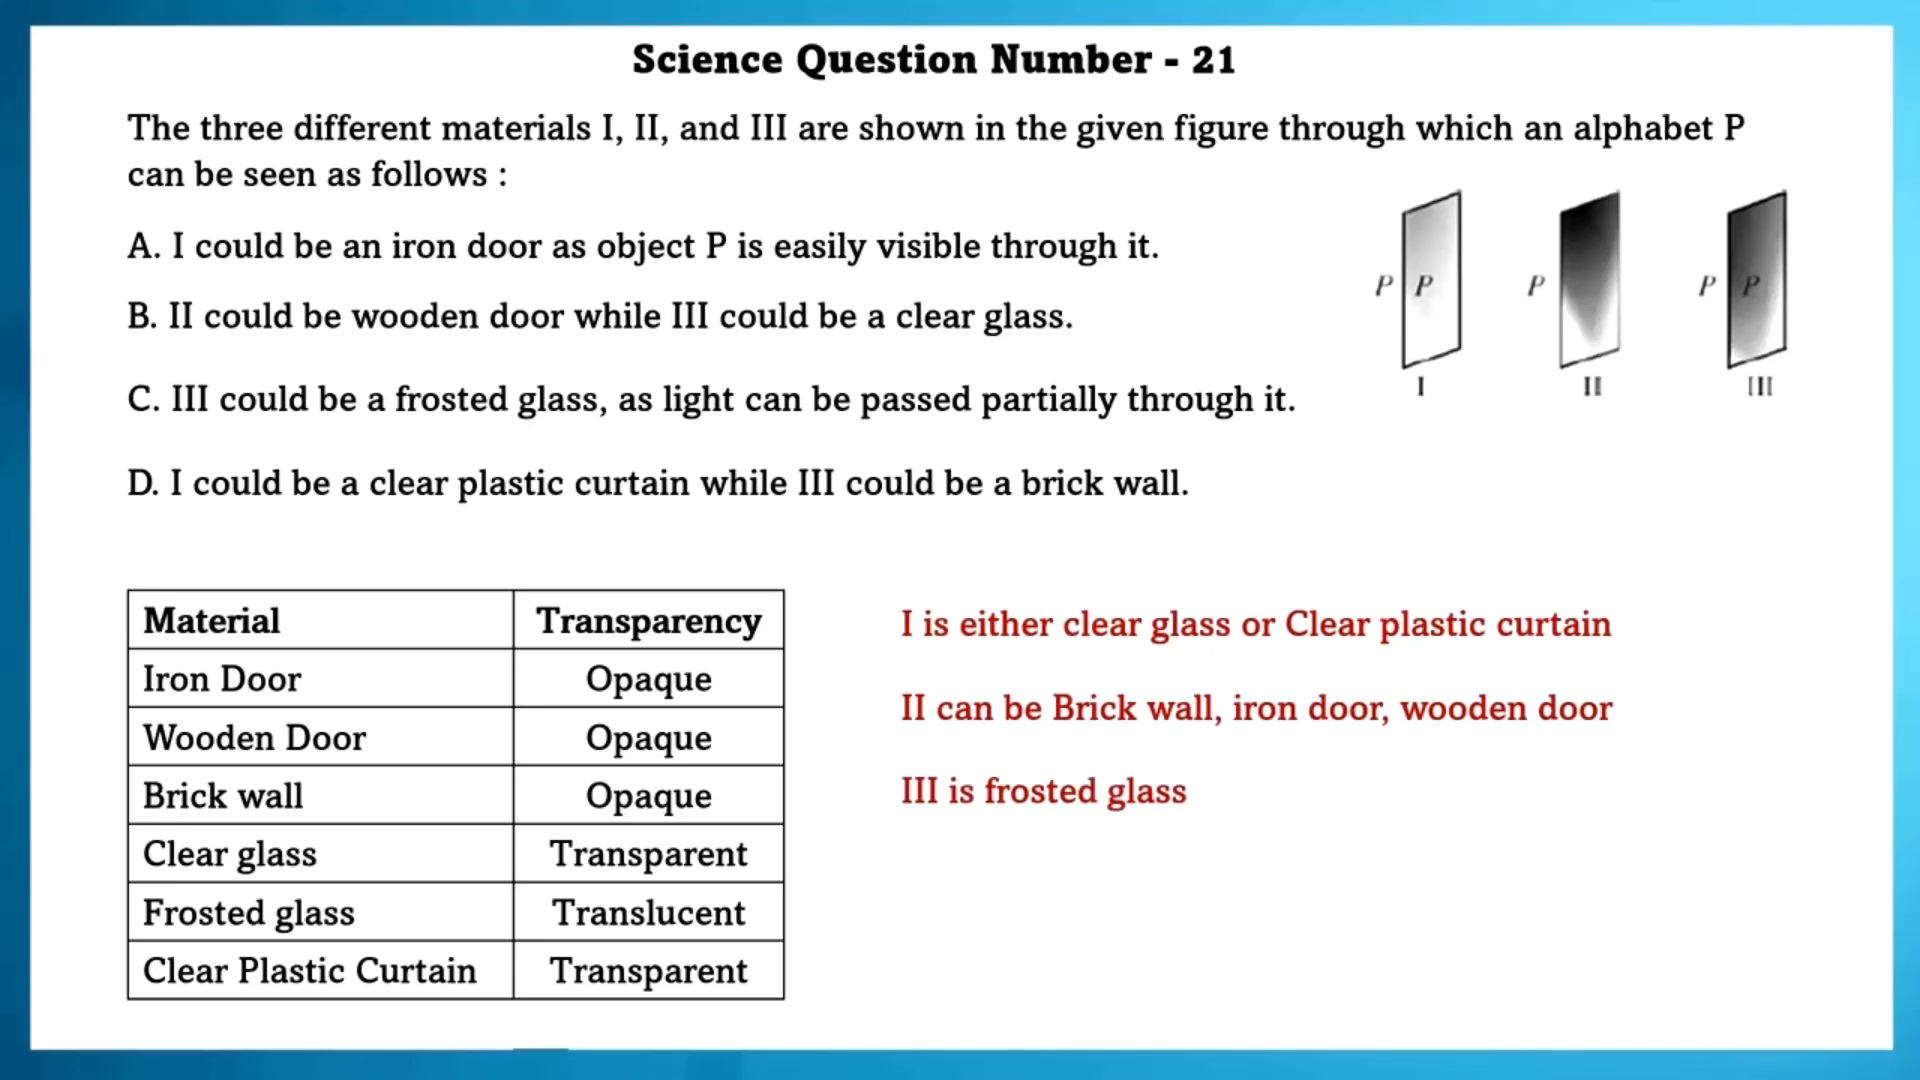 Science Question Number - 21
The three different materials I, II, and III are shown in the given figure through which an alphabet P
can be seen as follows :
A. I could be an iron door as object P is easily visible through it.
B. II could be wooden door while III could be a clear glass.
C. III could be a frosted glass, as light can be passed partially through it.
D. I could be a clear plastic curtain while III could be a brick wall.
P P P P P
I II III
Material Transparency
Iron Door Opaque
Wooden Door Opaque
Brick wall Opaque
Clear glass Transparent
Frosted glass Translucent
Clear Plastic Curtain Transparent
I is either clear glass or Clear plastic curtain
II can be Brick wall, iron door, wooden door
III is frosted glass